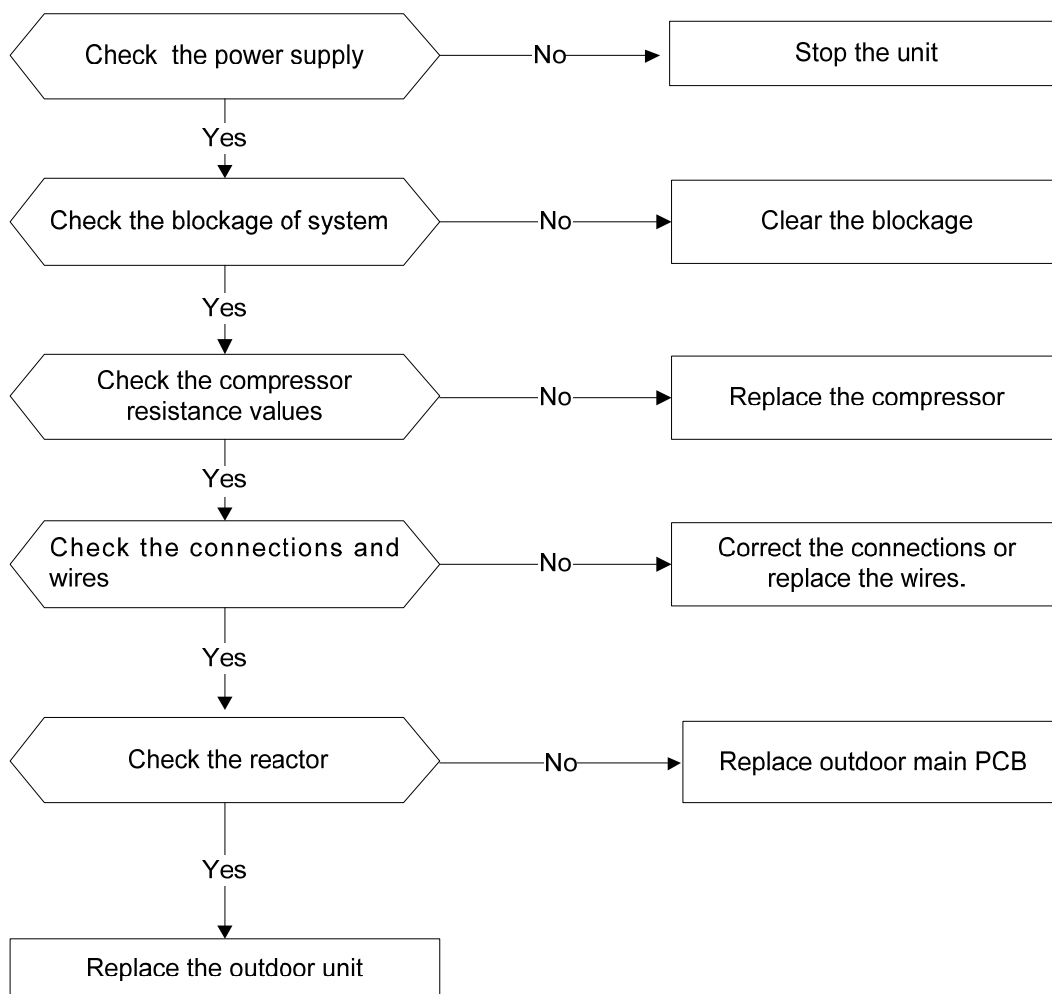 Check the power supply
No
Stop the unit
Yes
Check the blockage of system
No
Clear the blockage
Yes
Check the compressor
resistance values
No
Replace the compressor
Yes
Check the connections and
wires
No
Correct the connections or
replace the wires.
Yes
Check the reactor
No
Replace outdoor main PCB
Yes
Replace the outdoor unit